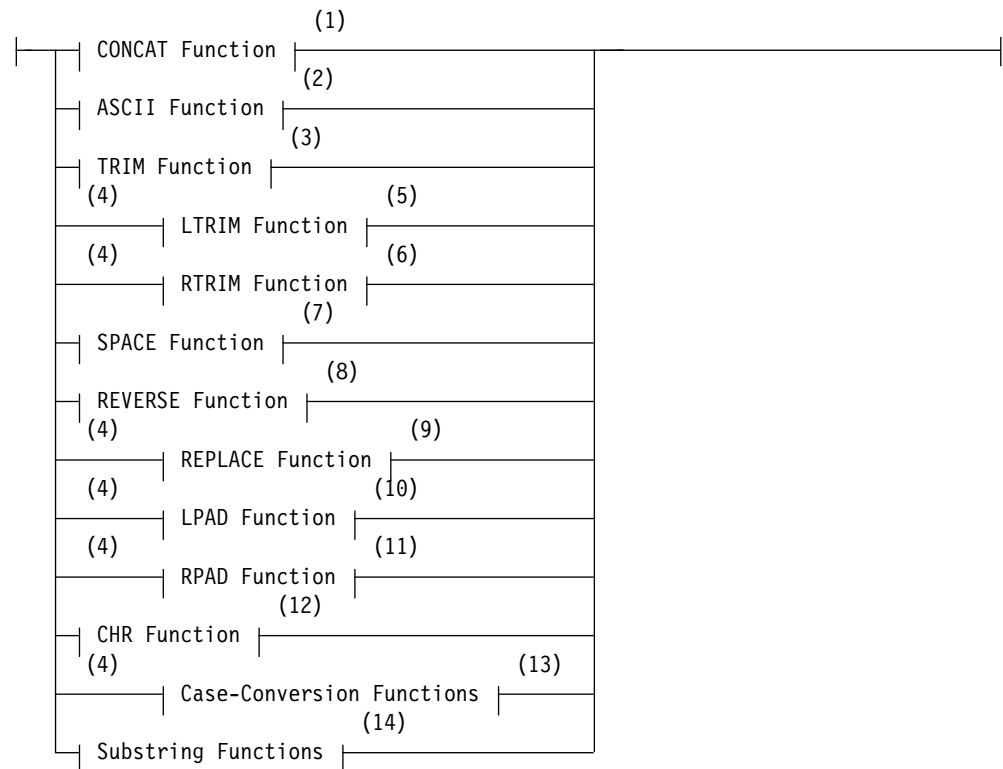 (1)
CONCAT Function
(2)
ASCII Function
(3)
TRIM Function
(4) (5)
LTRIM Function
(4) (6)
RTRIM Function
(7)
SPACE Function
(8)
REVERSE Function
(4) (9)
REPLACE Function
(4) (10)
LPAD Function
(4) (11)
RPAD Function
(12)
CHR Function
(4) (13)
Case-Conversion Functions
(14)
Substring Functions